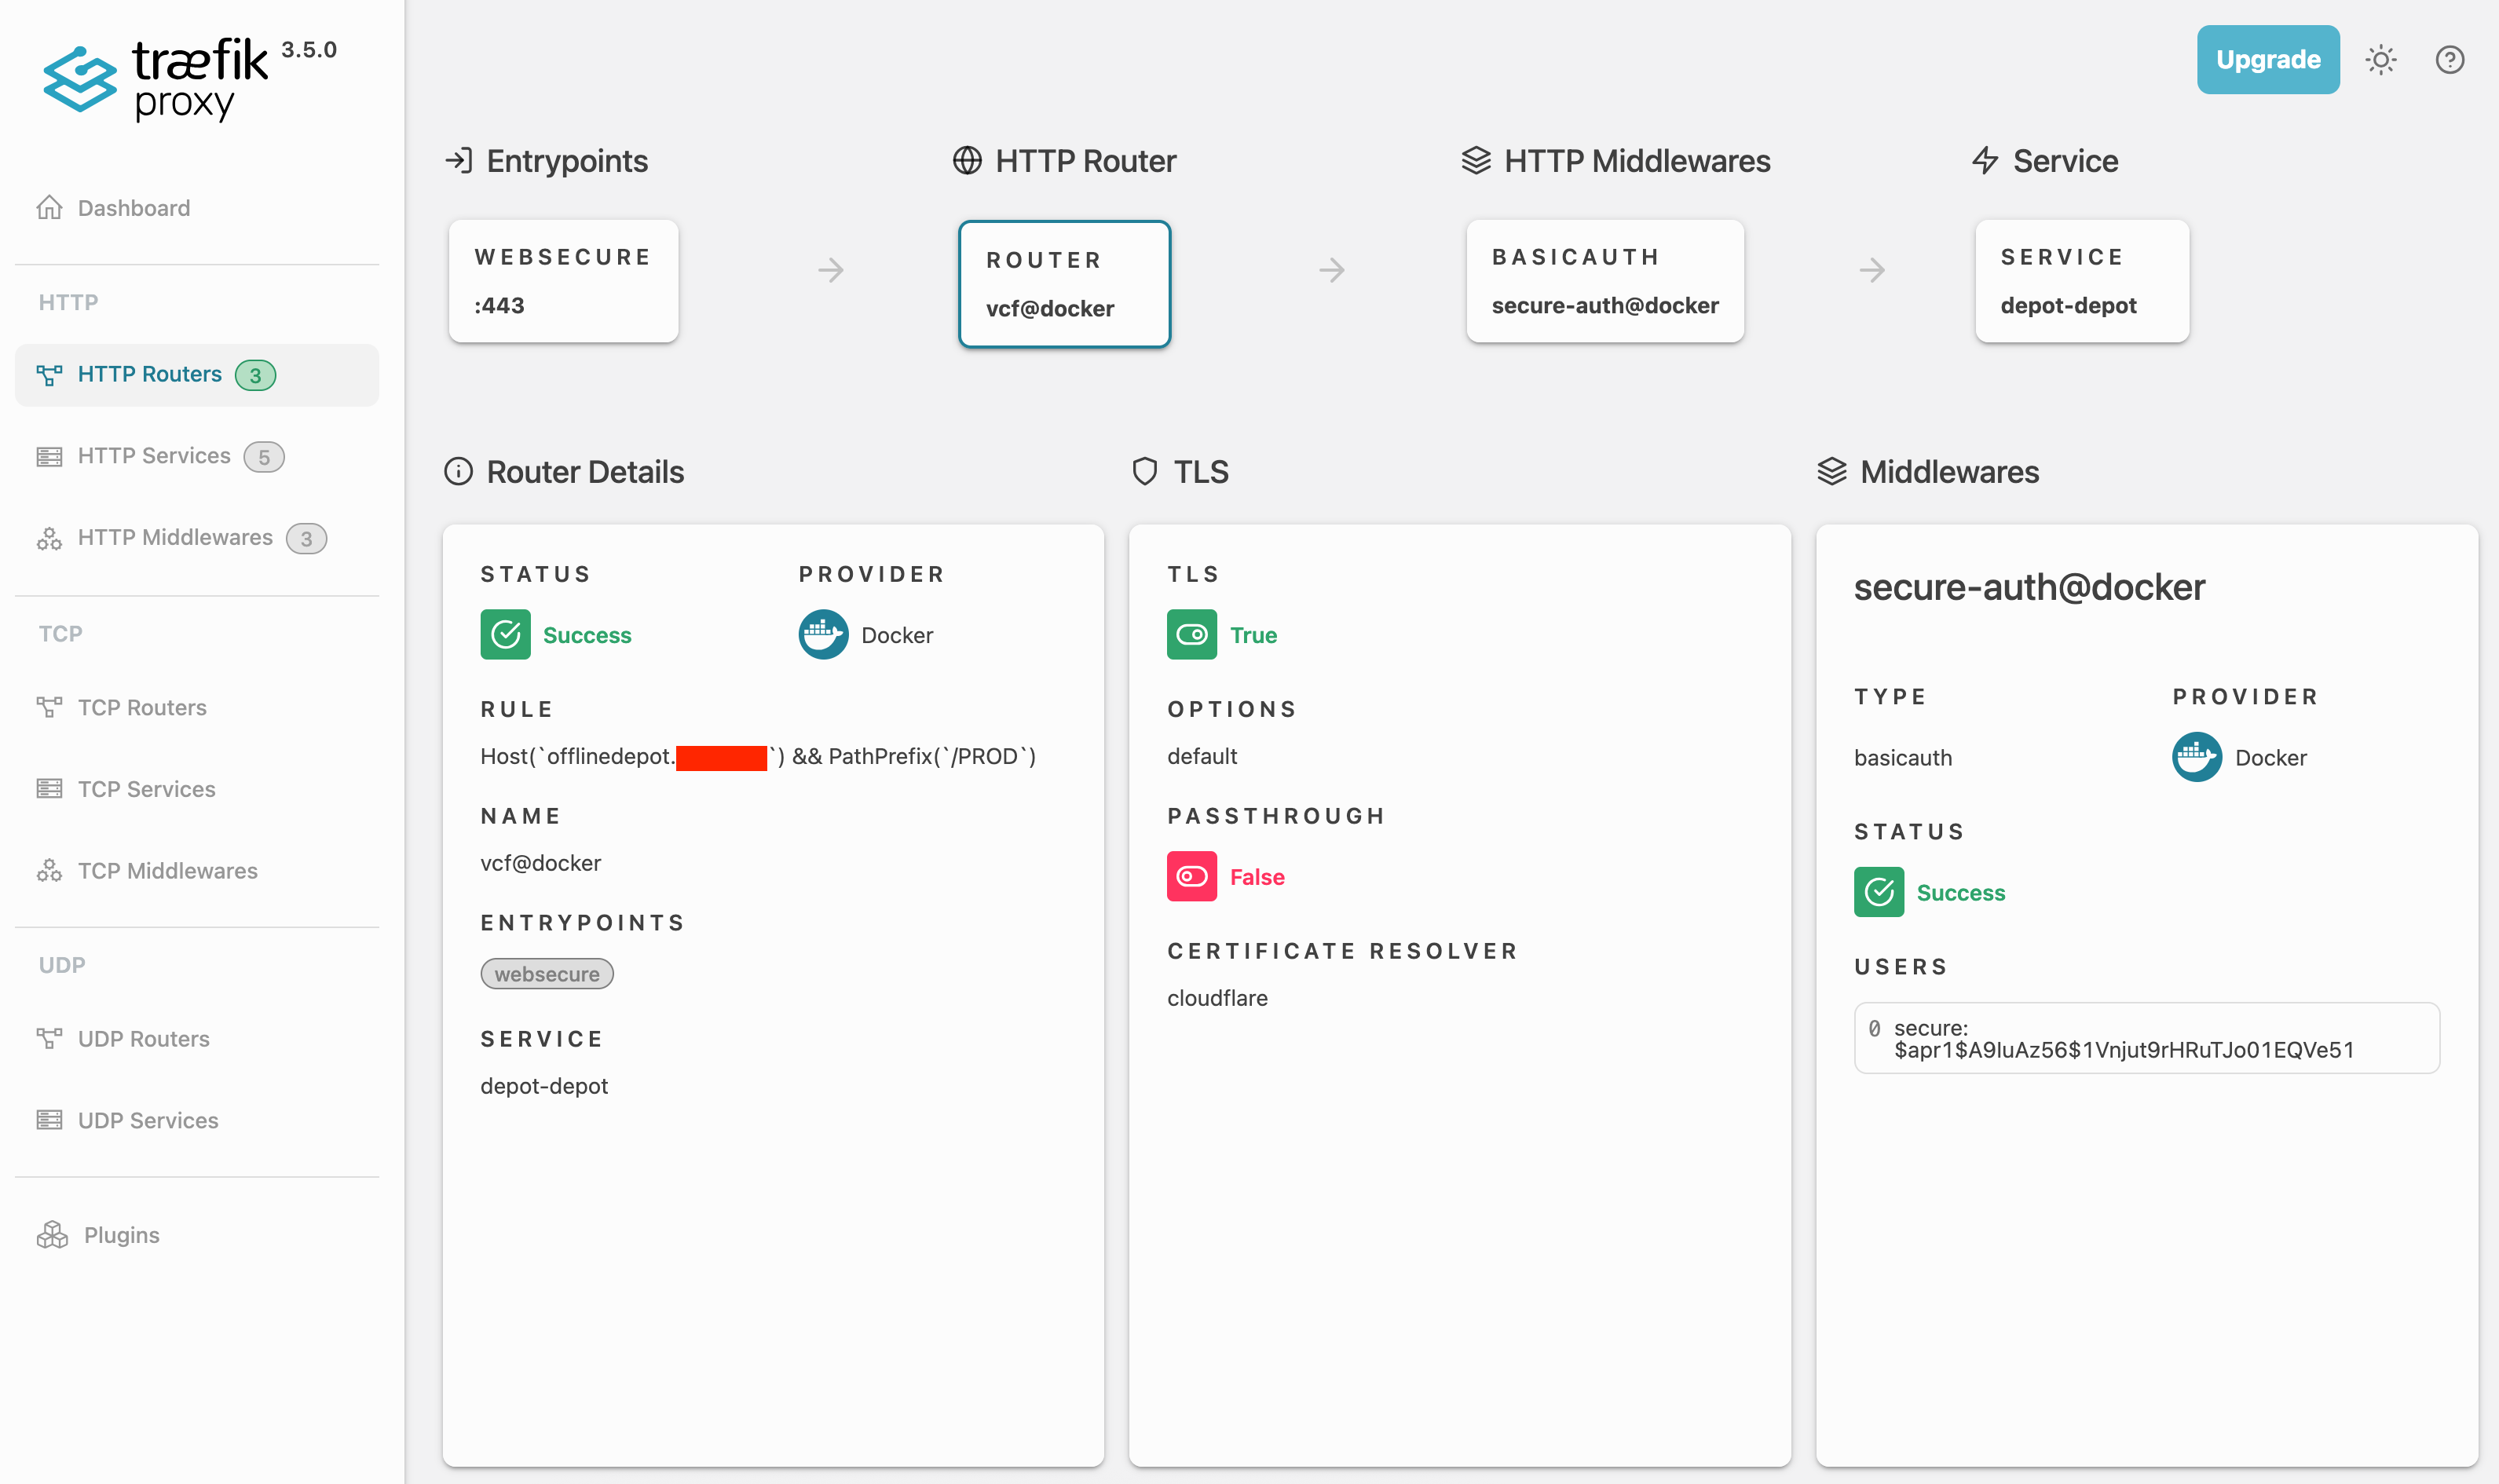 træfik 3.5.0
proxy
Upgrade
Dashboard
HTTP
HTTP Routers 3
HTTP Services 5
HTTP Middlewares 3
TCP
TCP Routers
TCP Services
TCP Middlewares
UDP
UDP Routers
UDP Services
Plugins
Entrypoints
WEBSECURE
:443
HTTP Router
ROUTER
vcf@docker
HTTP Middlewares
BASICAUTH
secure-auth@docker
Service
SERVICE
depot-depot
Router Details
STATUS
Success
PROVIDER
Docker
RULE
Host(`offlinedepot. `) && PathPrefix(`/PROD`)
NAME
vcf@docker
ENTRYPOINTS
websecure
SERVICE
depot-depot
TLS
TLS
True
OPTIONS
default
PASSTHROUGH
False
CERTIFICATE RESOLVER
cloudflare
Middlewares
secure-auth@docker
TYPE
basicauth
PROVIDER
Docker
STATUS
Success
USERS
0 secure:
$apr1$A9luAz56$1Vnjut9rHRuTJo01EQVe51